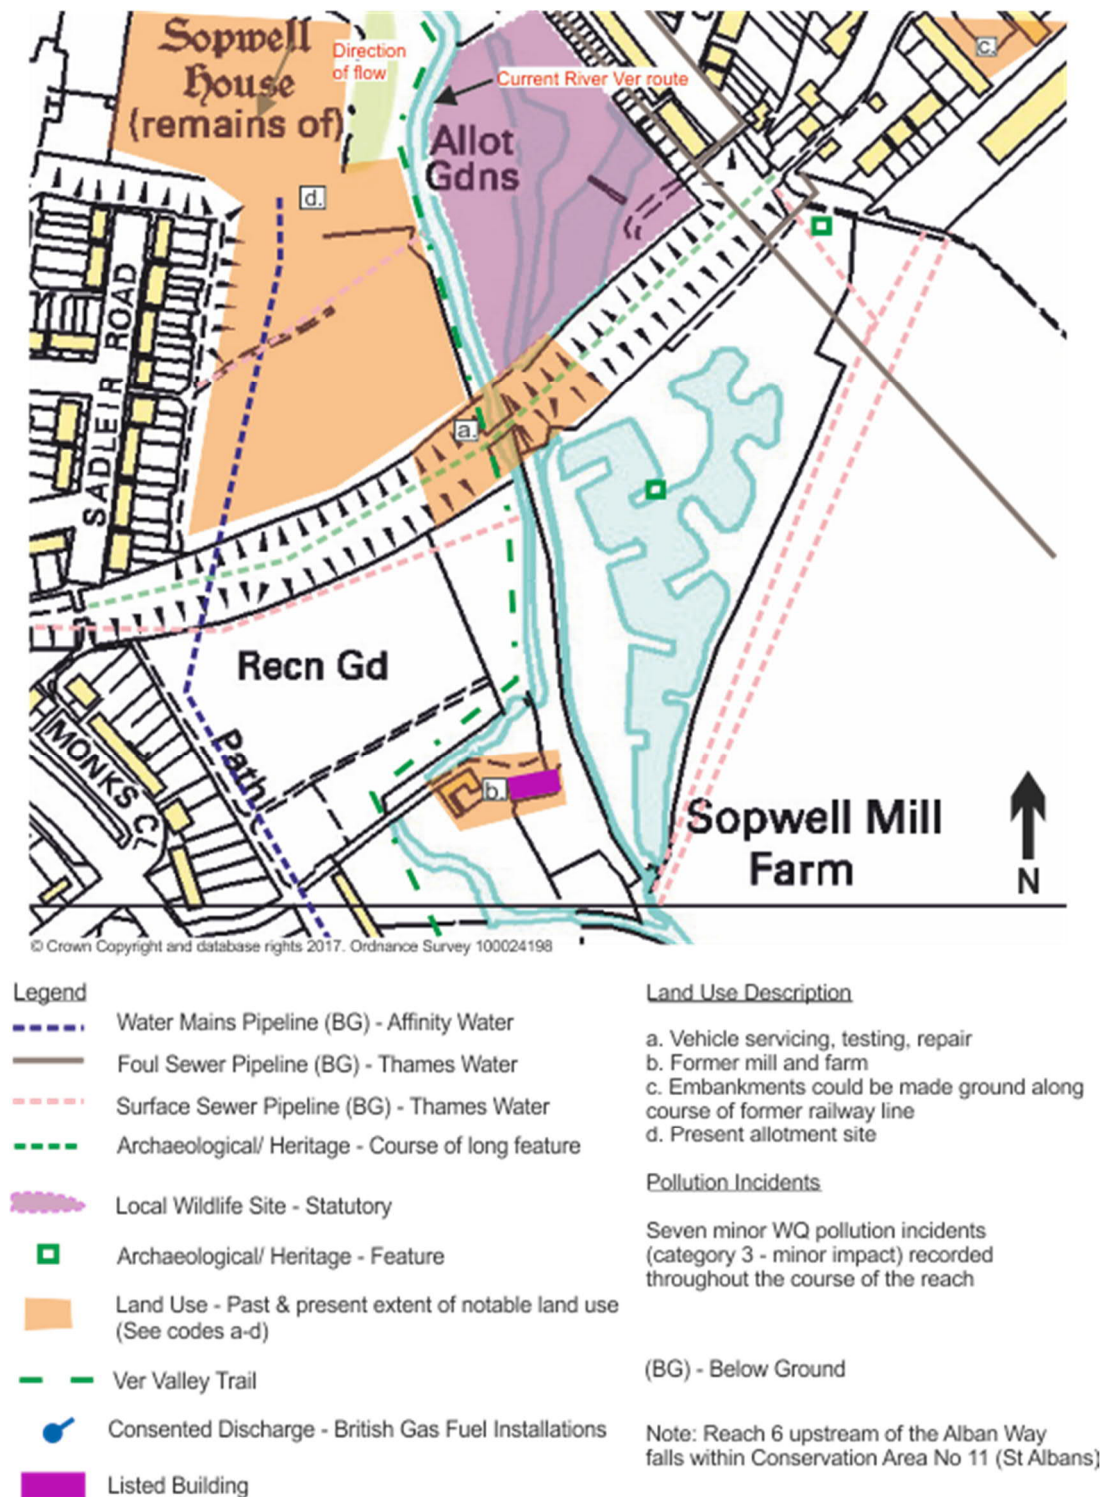 Sopwell
House
(remains of)
Direction
of flow
Current River Ver route
c.
Allot
Gdns
d.
SADLEIR ROAD
a.
Recn Gd
MONKS CL
Path
b.
Sopwell Mill
Farm
N
© Crown Copyright and database rights 2017. Ordnance Survey 100024198
Legend
Water Mains Pipeline (BG) - Affinity Water
Foul Sewer Pipeline (BG) - Thames Water
Surface Sewer Pipeline (BG) - Thames Water
Archaeological/ Heritage - Course of long feature
Local Wildlife Site - Statutory
Archaeological/ Heritage - Feature
Land Use - Past & present extent of notable land use
(See codes a-d)
Ver Valley Trail
Consented Discharge - British Gas Fuel Installations
Listed Building
Land Use Description
a. Vehicle servicing, testing, repair
b. Former mill and farm
c. Embankments could be made ground along
course of former railway line
d. Present allotment site
Pollution Incidents
Seven minor WQ pollution incidents
(category 3 - minor impact) recorded
throughout the course of the reach
(BG) - Below Ground
Note: Reach 6 upstream of the Alban Way
falls within Conservation Area No 11 (St Albans)